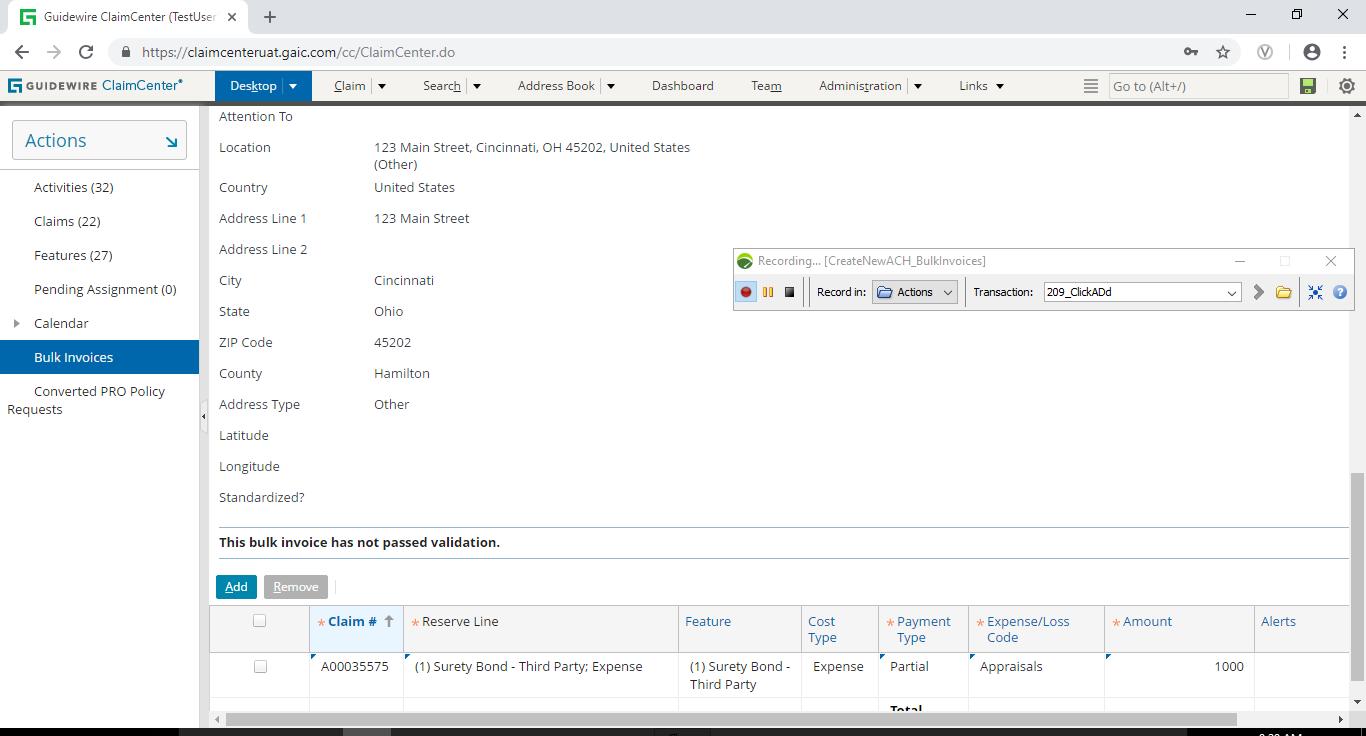 Guidewire ClaimCenter (TestUser
https://claimcenteruat.gaic.com/cc/ClaimCenter.do
GUIDEWIRE ClaimCenter®
Desktop
Claim
Search
Address Book
Dashboard
Team
Administration
Links
Go to (Alt+/)
Actions
Activities (32)
Claims (22)
Features (27)
Pending Assignment (0)
Calendar
Bulk Invoices
Converted PRO Policy
Requests
Attention To
Location 123 Main Street, Cincinnati, OH 45202, United States
(Other)
Country United States
Address Line 1 123 Main Street
Address Line 2
City Cincinnati
State Ohio
ZIP Code 45202
County Hamilton
Address Type Other
Latitude
Longitude
Standardized?
Recording... [CreateNewACH_BulkInvoices]
Record in: Actions Transaction: 209_ClickADd
This bulk invoice has not passed validation.
Add Remove
* Claim # * Reserve Line Feature Cost * Payment * Expense/Loss * Amount Alerts
Type Type Code
A00035575 (1) Surety Bond - Third Party; Expense (1) Surety Bond - Expense Partial Appraisals 1000
Third Party
Total